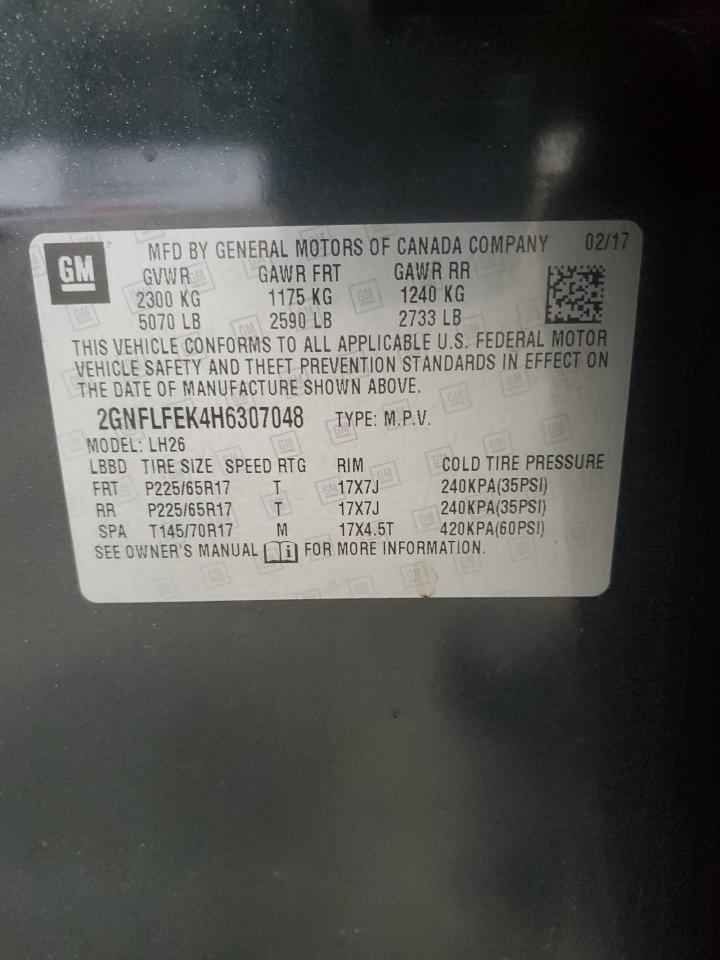 GM
MFD BY GENERAL MOTORS OF CANADA COMPANY 02/17
GVWR GAWR FRT GAWR RR
2300 KG 1175 KG 1240 KG
5070 LB 2590 LB 2733 LB
THIS VEHICLE CONFORMS TO ALL APPLICABLE U.S. FEDERAL MOTOR
VEHICLE SAFETY AND THEFT PREVENTION STANDARDS IN EFFECT ON
THE DATE OF MANUFACTURE SHOWN ABOVE.
2GNFLFEK4H6307048 TYPE: M.P.V.
MODEL: LH26
LBBD TIRE SIZE SPEED RTG RIM COLD TIRE PRESSURE
FRT P225/65R17 T 17X7J 240KPA(35PSI)
RR P225/65R17 T 17X7J 240KPA(35PSI)
SPA T145/70R17 M 17X4.5T 420KPA(60PSI)
SEE OWNER'S MANUAL FOR MORE INFORMATION.